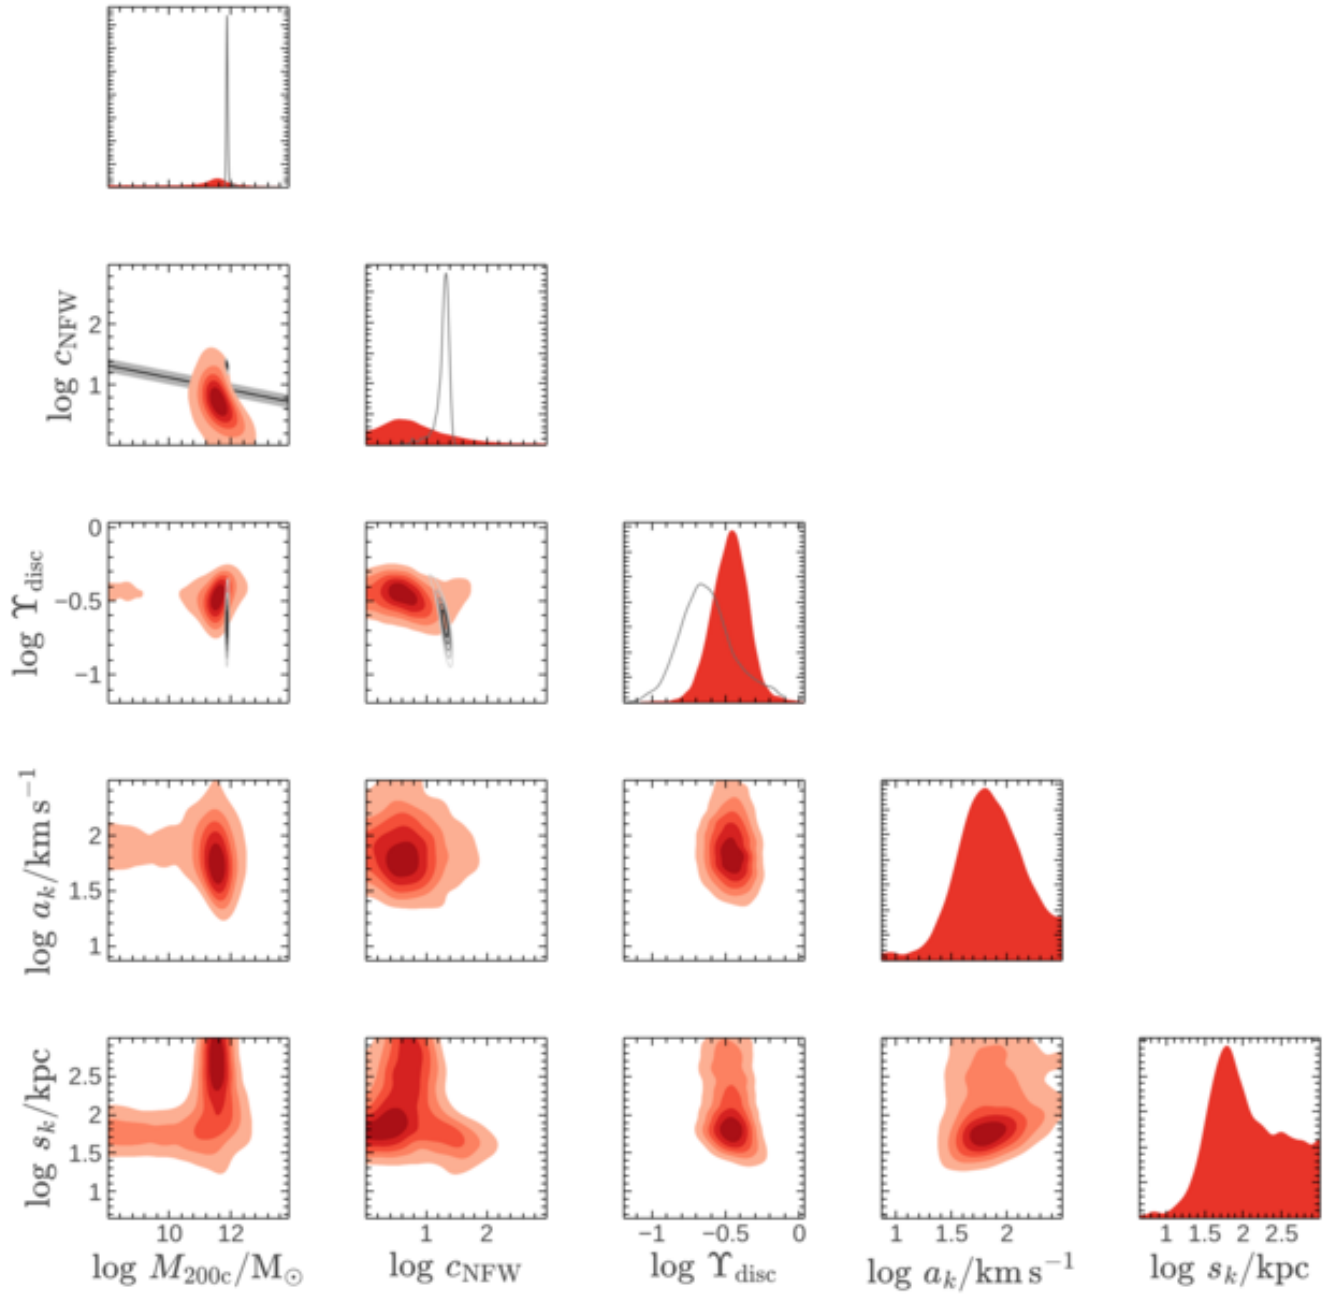 log c_NFW
2
1
log ϒ_disc
0
−0.5
−1
log a_k/km s⁻¹
2
1.5
1
log s_k/kpc
2.5
2
1.5
1
10 12
1 2
−1 −0.5 0
1 1.5 2
1 1.5 2 2.5
log M_200c/M_⊙
log c_NFW
log ϒ_disc
log a_k/km s⁻¹
log s_k/kpc